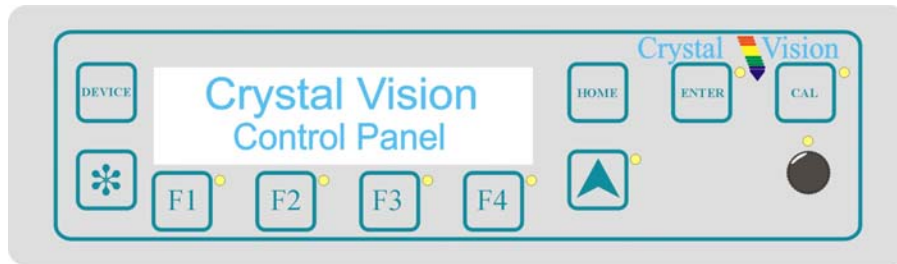 Crystal Vision
DEVICE
Crystal Vision
Control Panel
HOME
ENTER
CAL
F1
F2
F3
F4